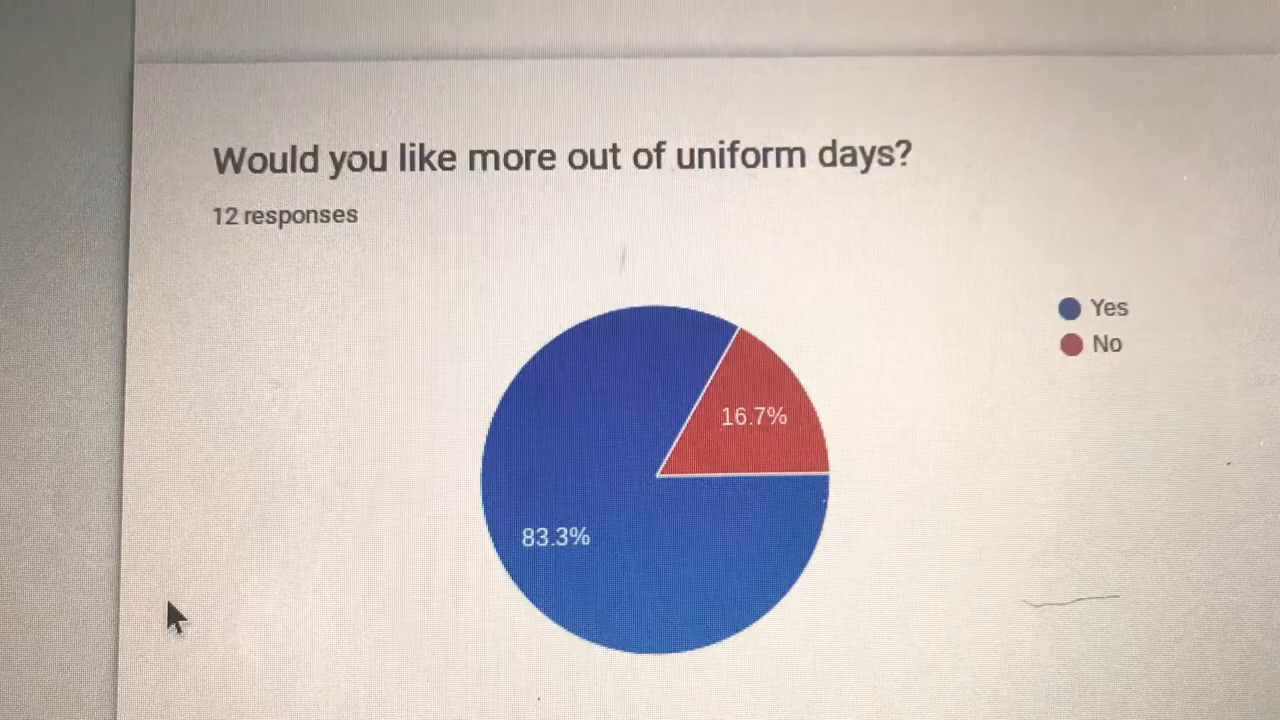 Would you like more out of uniform days?
12 responses
Yes
No
16.7%
83.3%